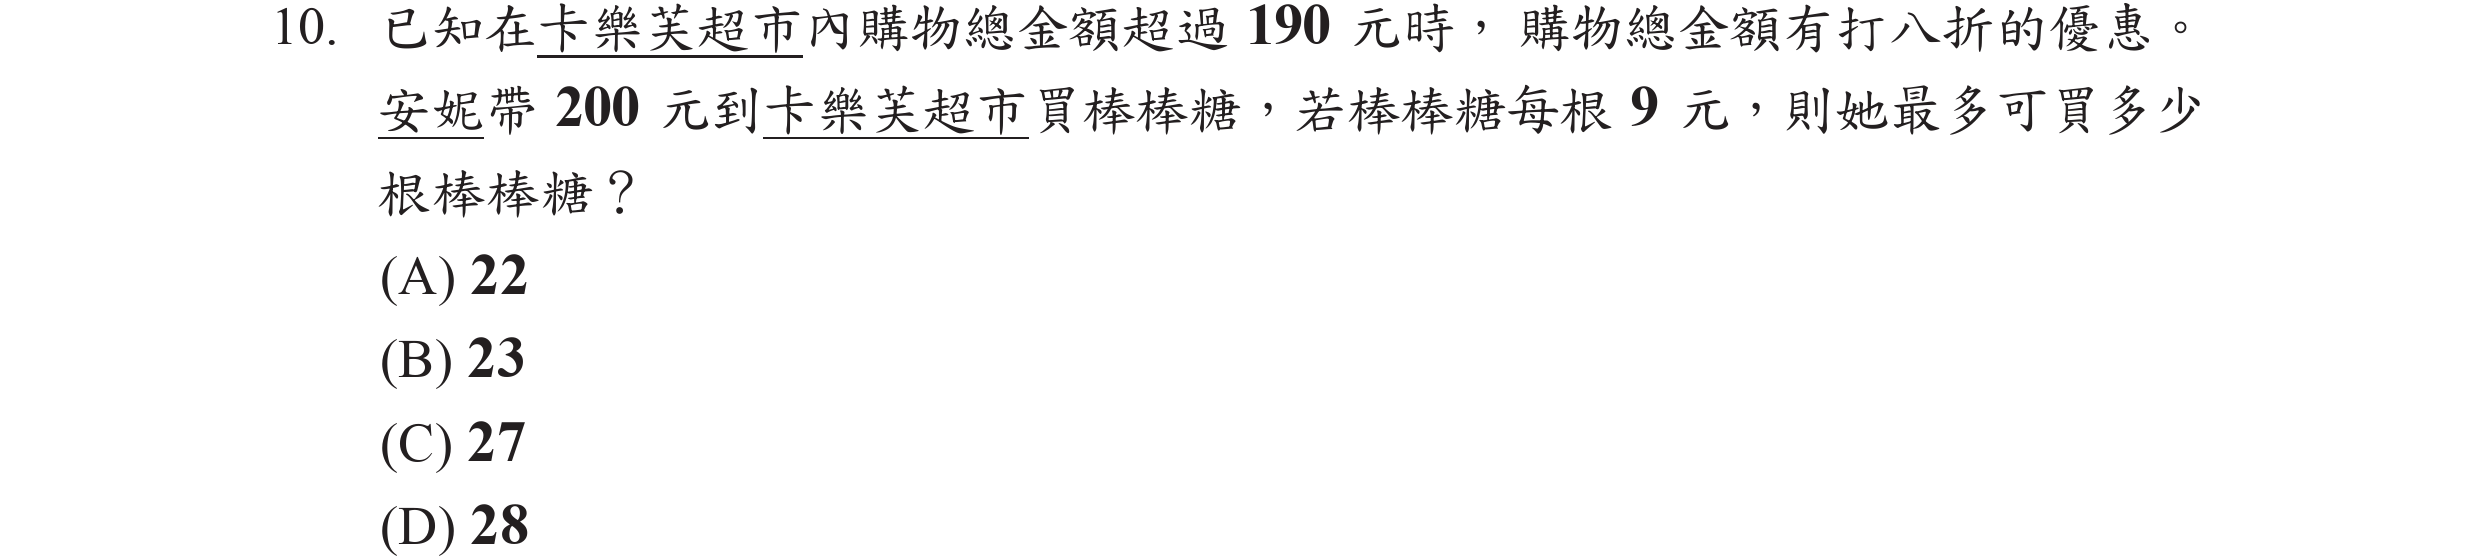 10. 已知在卡樂芙超市內購物總金額超過 190 元時， 購物總金額有打八折的優惠。
安妮帶 200 元到卡樂芙超市買棒棒糖，若棒棒糖每根 9 元，則她最多可買多少
根棒棒糖？
(A) 22
(B) 23
(C) 27
(D) 28